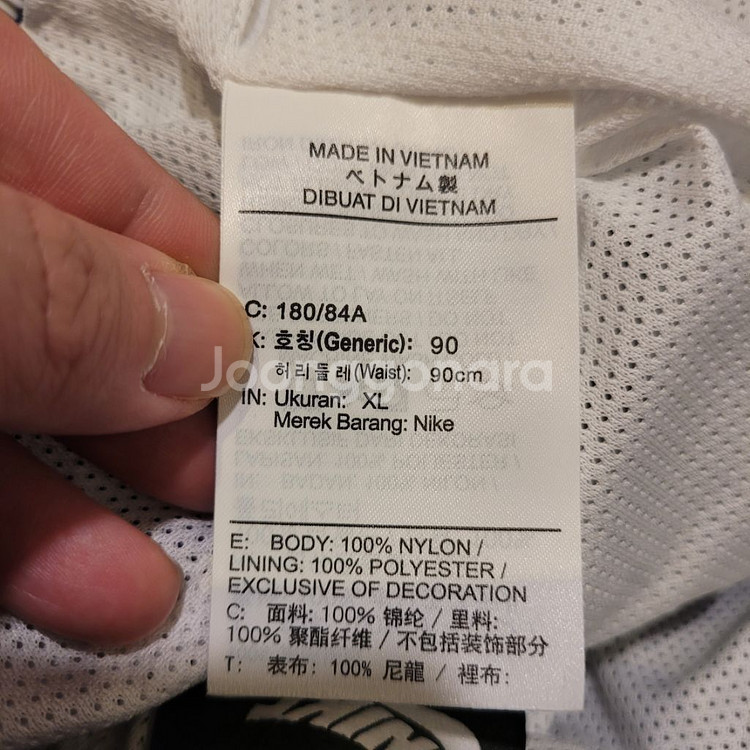 MADE IN VIETNAM
ベトナム製
DIBUAT DI VIETNAM
C: 180/84A
K: 호칭(Generic): 90
허리둘레(Waist): 90cm
Joonggonara
IN: Ukuran: XL
Merek Barang: Nike
E: BODY: 100% NYLON /
LINING: 100% POLYESTER /
EXCLUSIVE OF DECORATION
C: 面料: 100% 锦纶 / 里料:
100% 聚酯纤维 / 不包括装饰部分
T: 表布: 100% 尼龍 / 裡布: